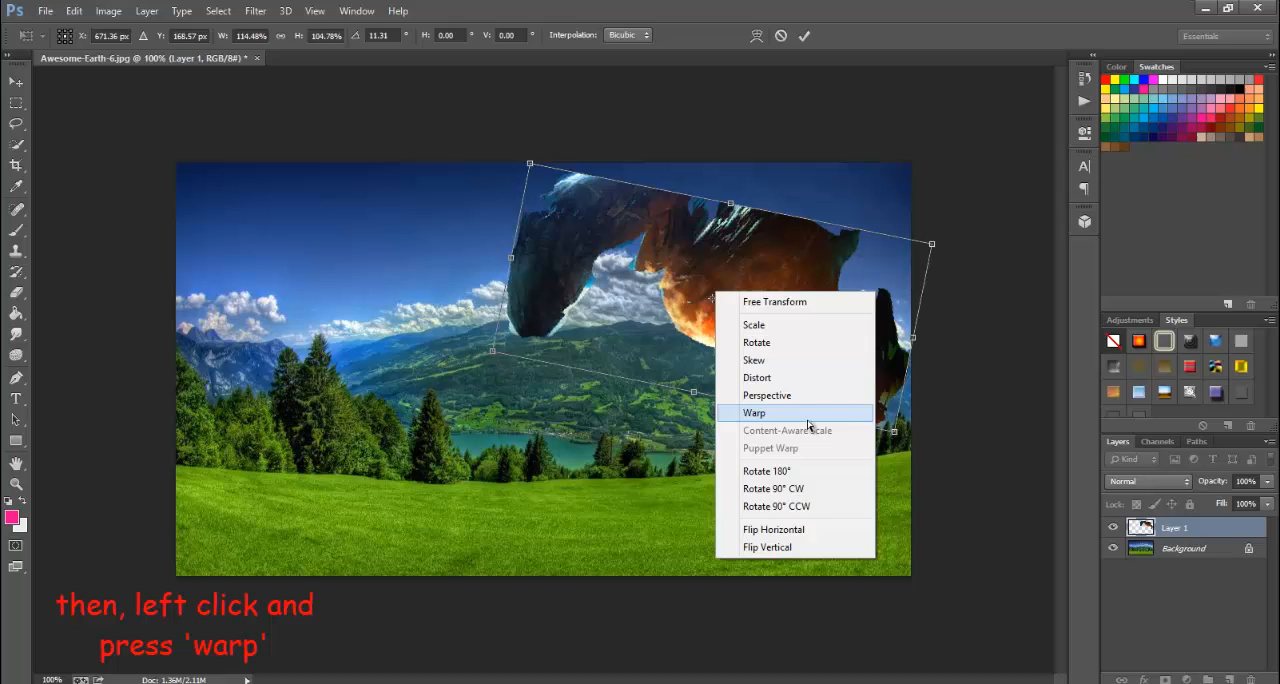 Ps File Edit Image Layer Type Select Filter 3D View Window Help
X: 671.36 px Y: 168.57 px W: 114.48% H: 104.78% 11.31 ° H: 0.00 ° V: 0.00 ° Interpolation: Bicubic Essentials
Awesome-Earth-6.jpg @ 100% (Layer 1, RGB/8#) * ×
Color Swatches
Free Transform
Scale
Rotate
Skew
Distort
Perspective
Warp
Content-Aware Scale
Puppet Warp
Rotate 180°
Rotate 90° CW
Rotate 90° CCW
Flip Horizontal
Flip Vertical
Adjustments Styles
Layers Channels Paths
Kind
Normal Opacity: 100%
Lock: Fill: 100%
Layer 1
Background
then, left click and
press 'warp'
100% Doc: 1.36M/2.11M